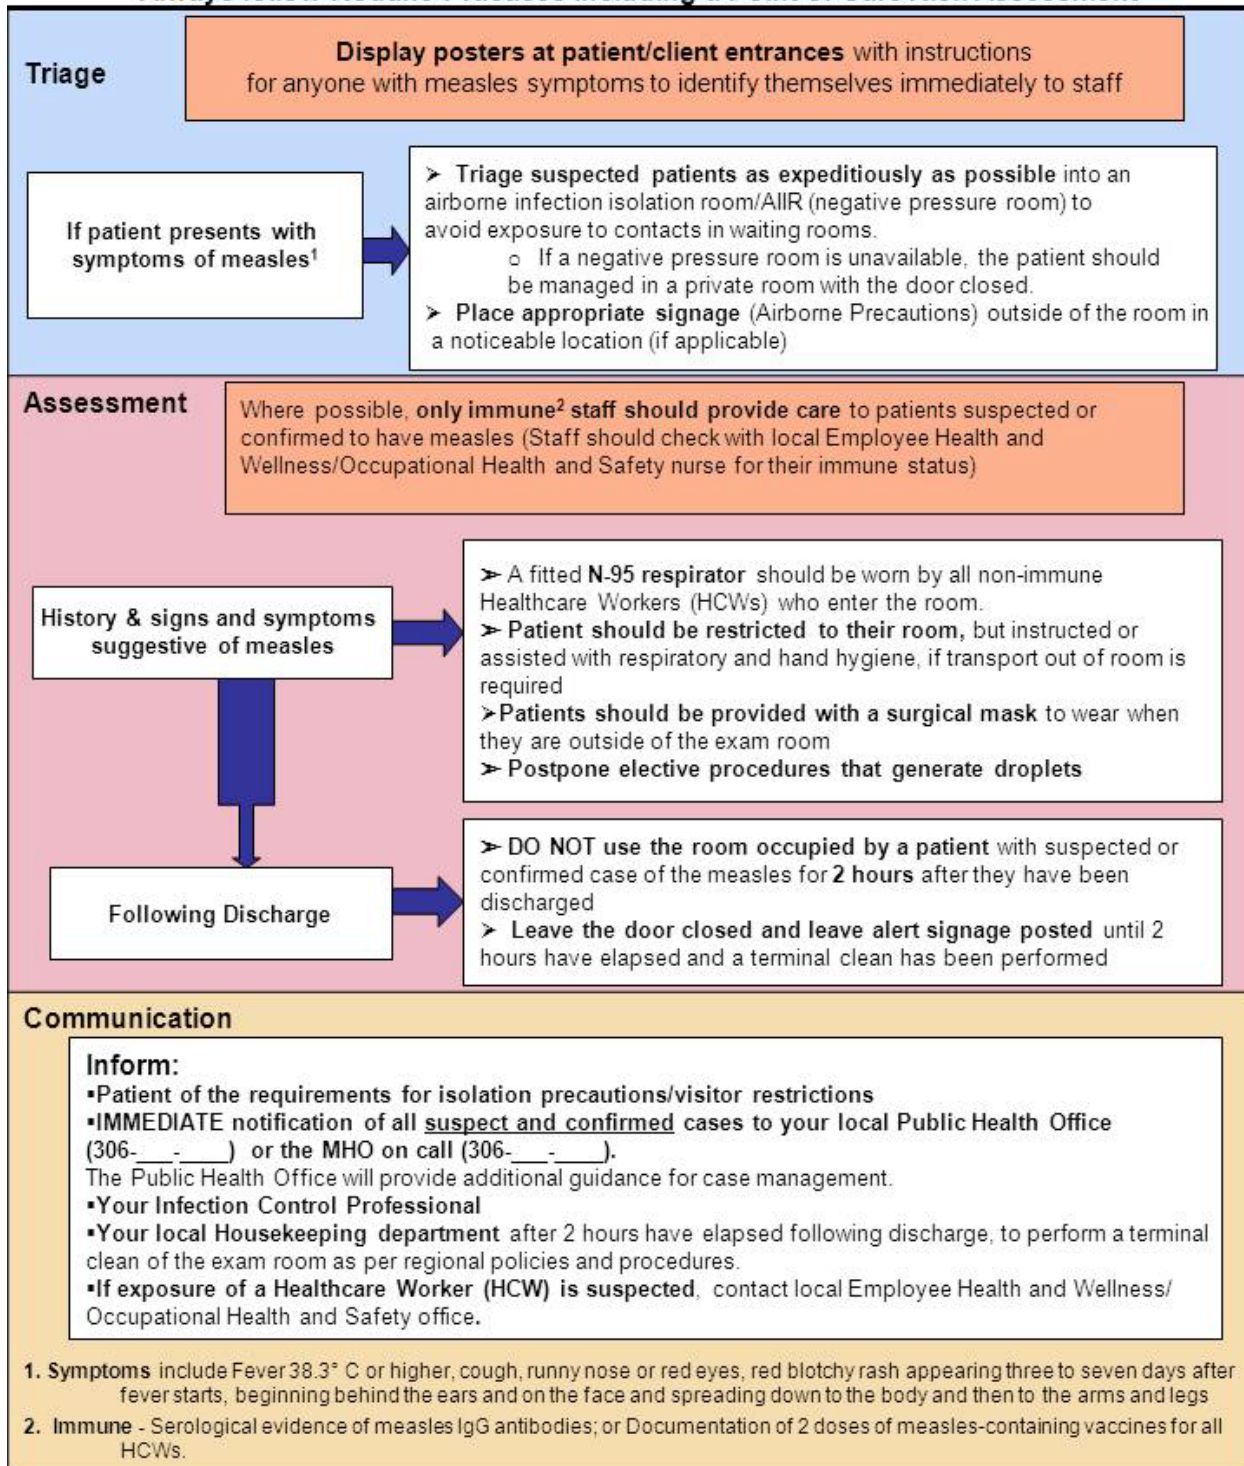 Triage
Display posters at patient/client entrances with instructions
for anyone with measles symptoms to identify themselves immediately to staff
If patient presents with
symptoms of measles¹
➢ Triage suspected patients as expeditiously as possible into an
airborne infection isolation room/AIIR (negative pressure room) to
avoid exposure to contacts in waiting rooms.
o If a negative pressure room is unavailable, the patient should
be managed in a private room with the door closed.
➢ Place appropriate signage (Airborne Precautions) outside of the room in
a noticeable location (if applicable)
Assessment
Where possible, only immune² staff should provide care to patients suspected or
confirmed to have measles (Staff should check with local Employee Health and
Wellness/Occupational Health and Safety nurse for their immune status)
History & signs and symptoms
suggestive of measles
➢ A fitted N-95 respirator should be worn by all non-immune
Healthcare Workers (HCWs) who enter the room.
➢ Patient should be restricted to their room, but instructed or
assisted with respiratory and hand hygiene, if transport out of room is
required
➢Patients should be provided with a surgical mask to wear when
they are outside of the exam room
➢ Postpone elective procedures that generate droplets
Following Discharge
➢ DO NOT use the room occupied by a patient with suspected or
confirmed case of the measles for 2 hours after they have been
discharged
➢ Leave the door closed and leave alert signage posted until 2
hours have elapsed and a terminal clean has been performed
Communication
Inform:
▪Patient of the requirements for isolation precautions/visitor restrictions
▪IMMEDIATE notification of all suspect and confirmed cases to your local Public Health Office
(306-___-____) or the MHO on call (306-___-____).
The Public Health Office will provide additional guidance for case management.
▪Your Infection Control Professional
▪Your local Housekeeping department after 2 hours have elapsed following discharge, to perform a terminal
clean of the exam room as per regional policies and procedures.
▪If exposure of a Healthcare Worker (HCW) is suspected, contact local Employee Health and Wellness/
Occupational Health and Safety office.
1. Symptoms include Fever 38.3° C or higher, cough, runny nose or red eyes, red blotchy rash appearing three to seven days after
fever starts, beginning behind the ears and on the face and spreading down to the body and then to the arms and legs
2. Immune - Serological evidence of measles IgG antibodies; or Documentation of 2 doses of measles-containing vaccines for all
HCWs.